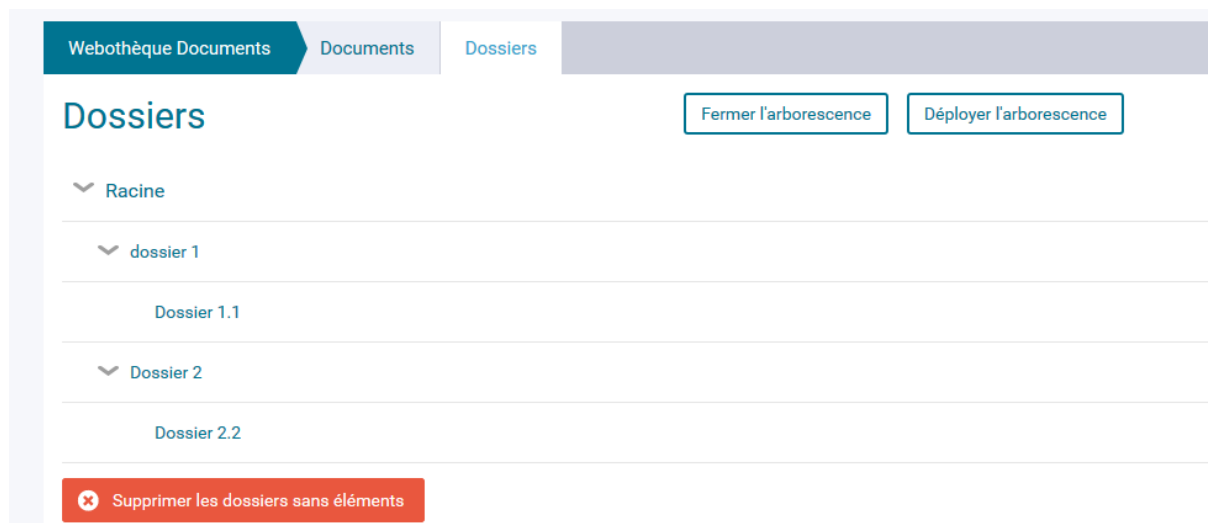 Webothèque Documents Documents Dossiers
Dossiers Fermer l'arborescence Déployer l'arborescence
Racine
dossier 1
Dossier 1.1
Dossier 2
Dossier 2.2
Supprimer les dossiers sans éléments